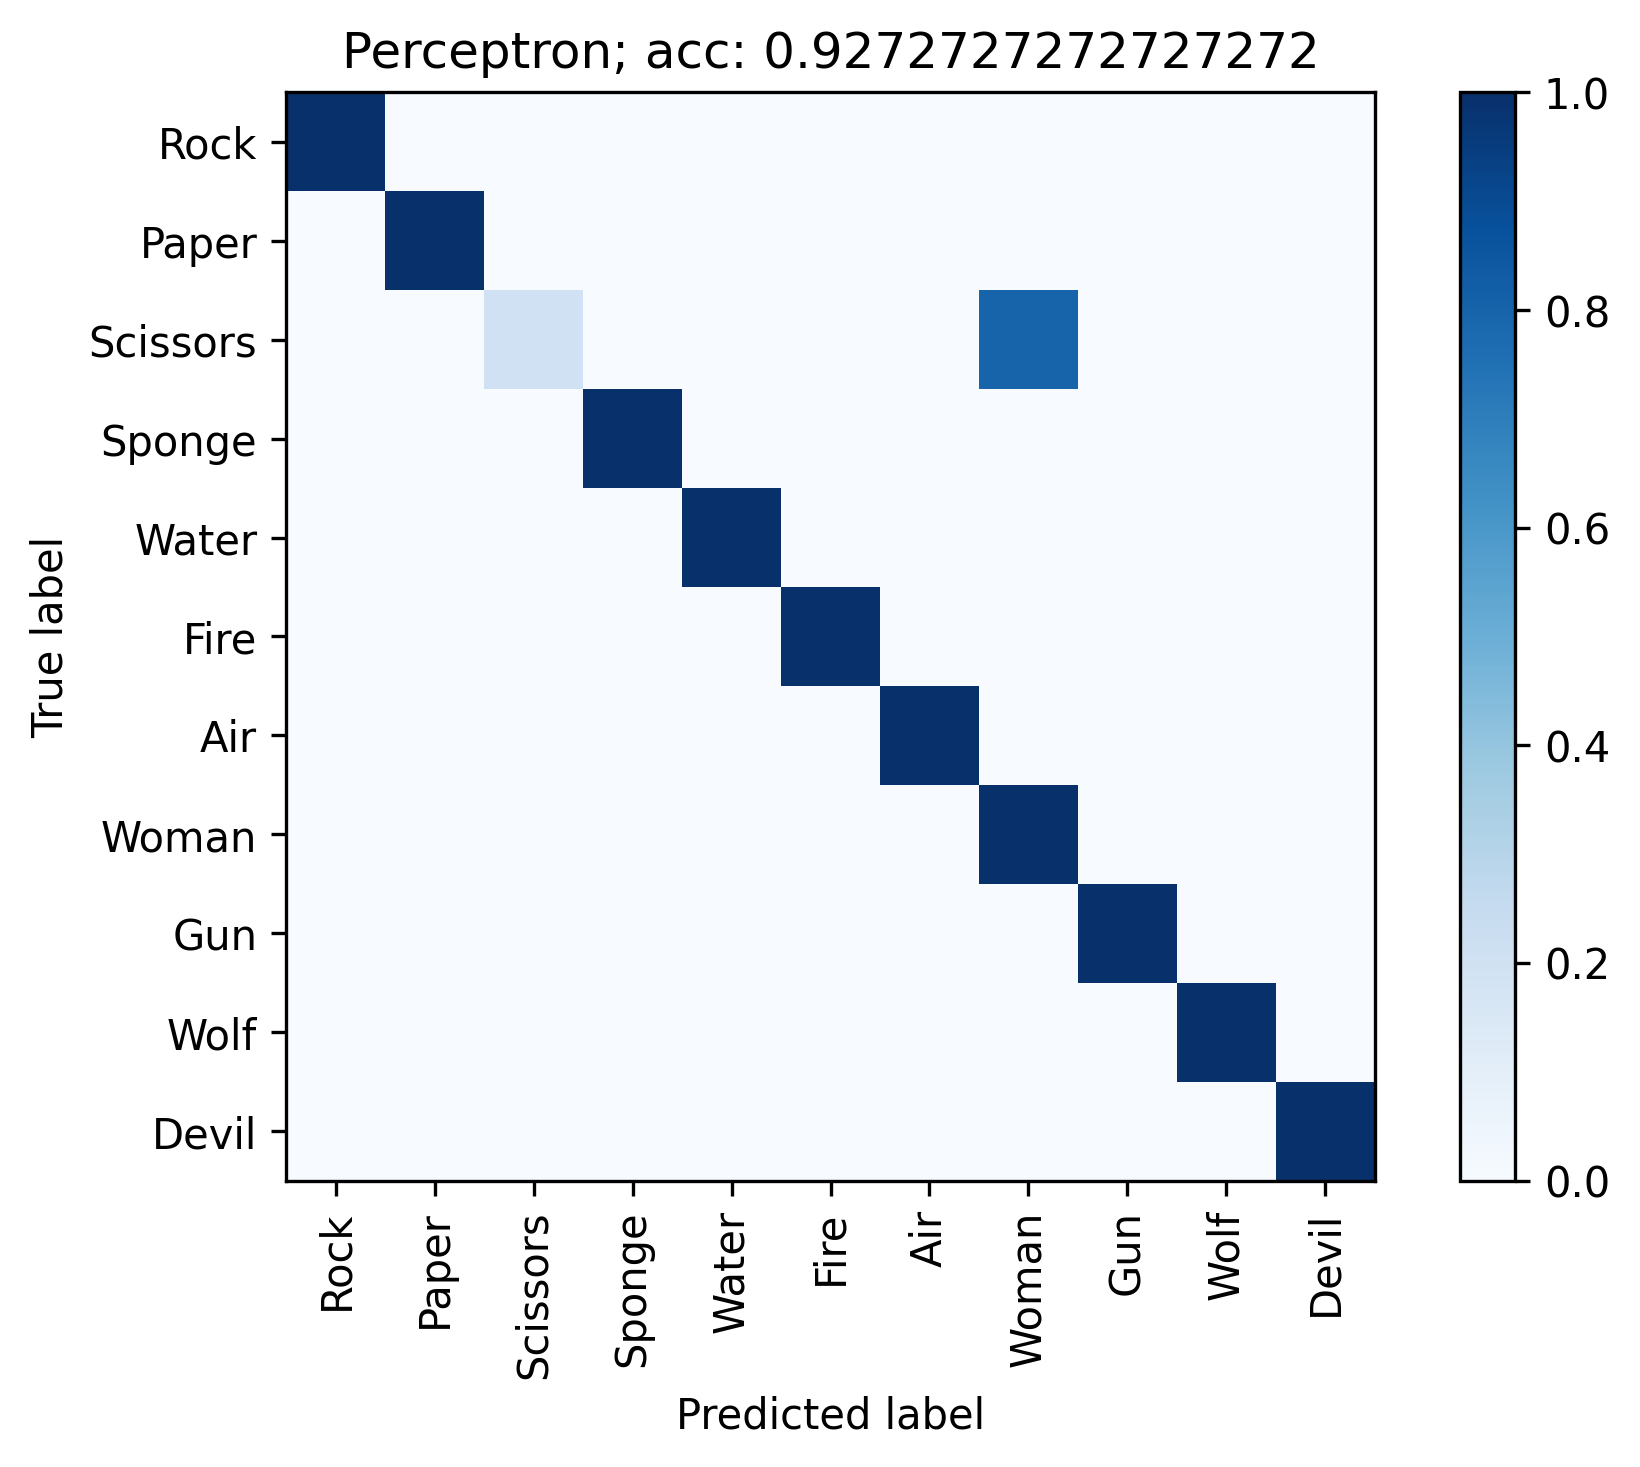 Perceptron; acc: 0.9272727272727272
Rock
Paper
Scissors
Sponge
Water
Fire
Air
Woman
Gun
Wolf
Devil
True label
Rock
Paper
Scissors
Sponge
Water
Fire
Air
Woman
Gun
Wolf
Devil
Predicted label
1.0
0.8
0.6
0.4
0.2
0.0